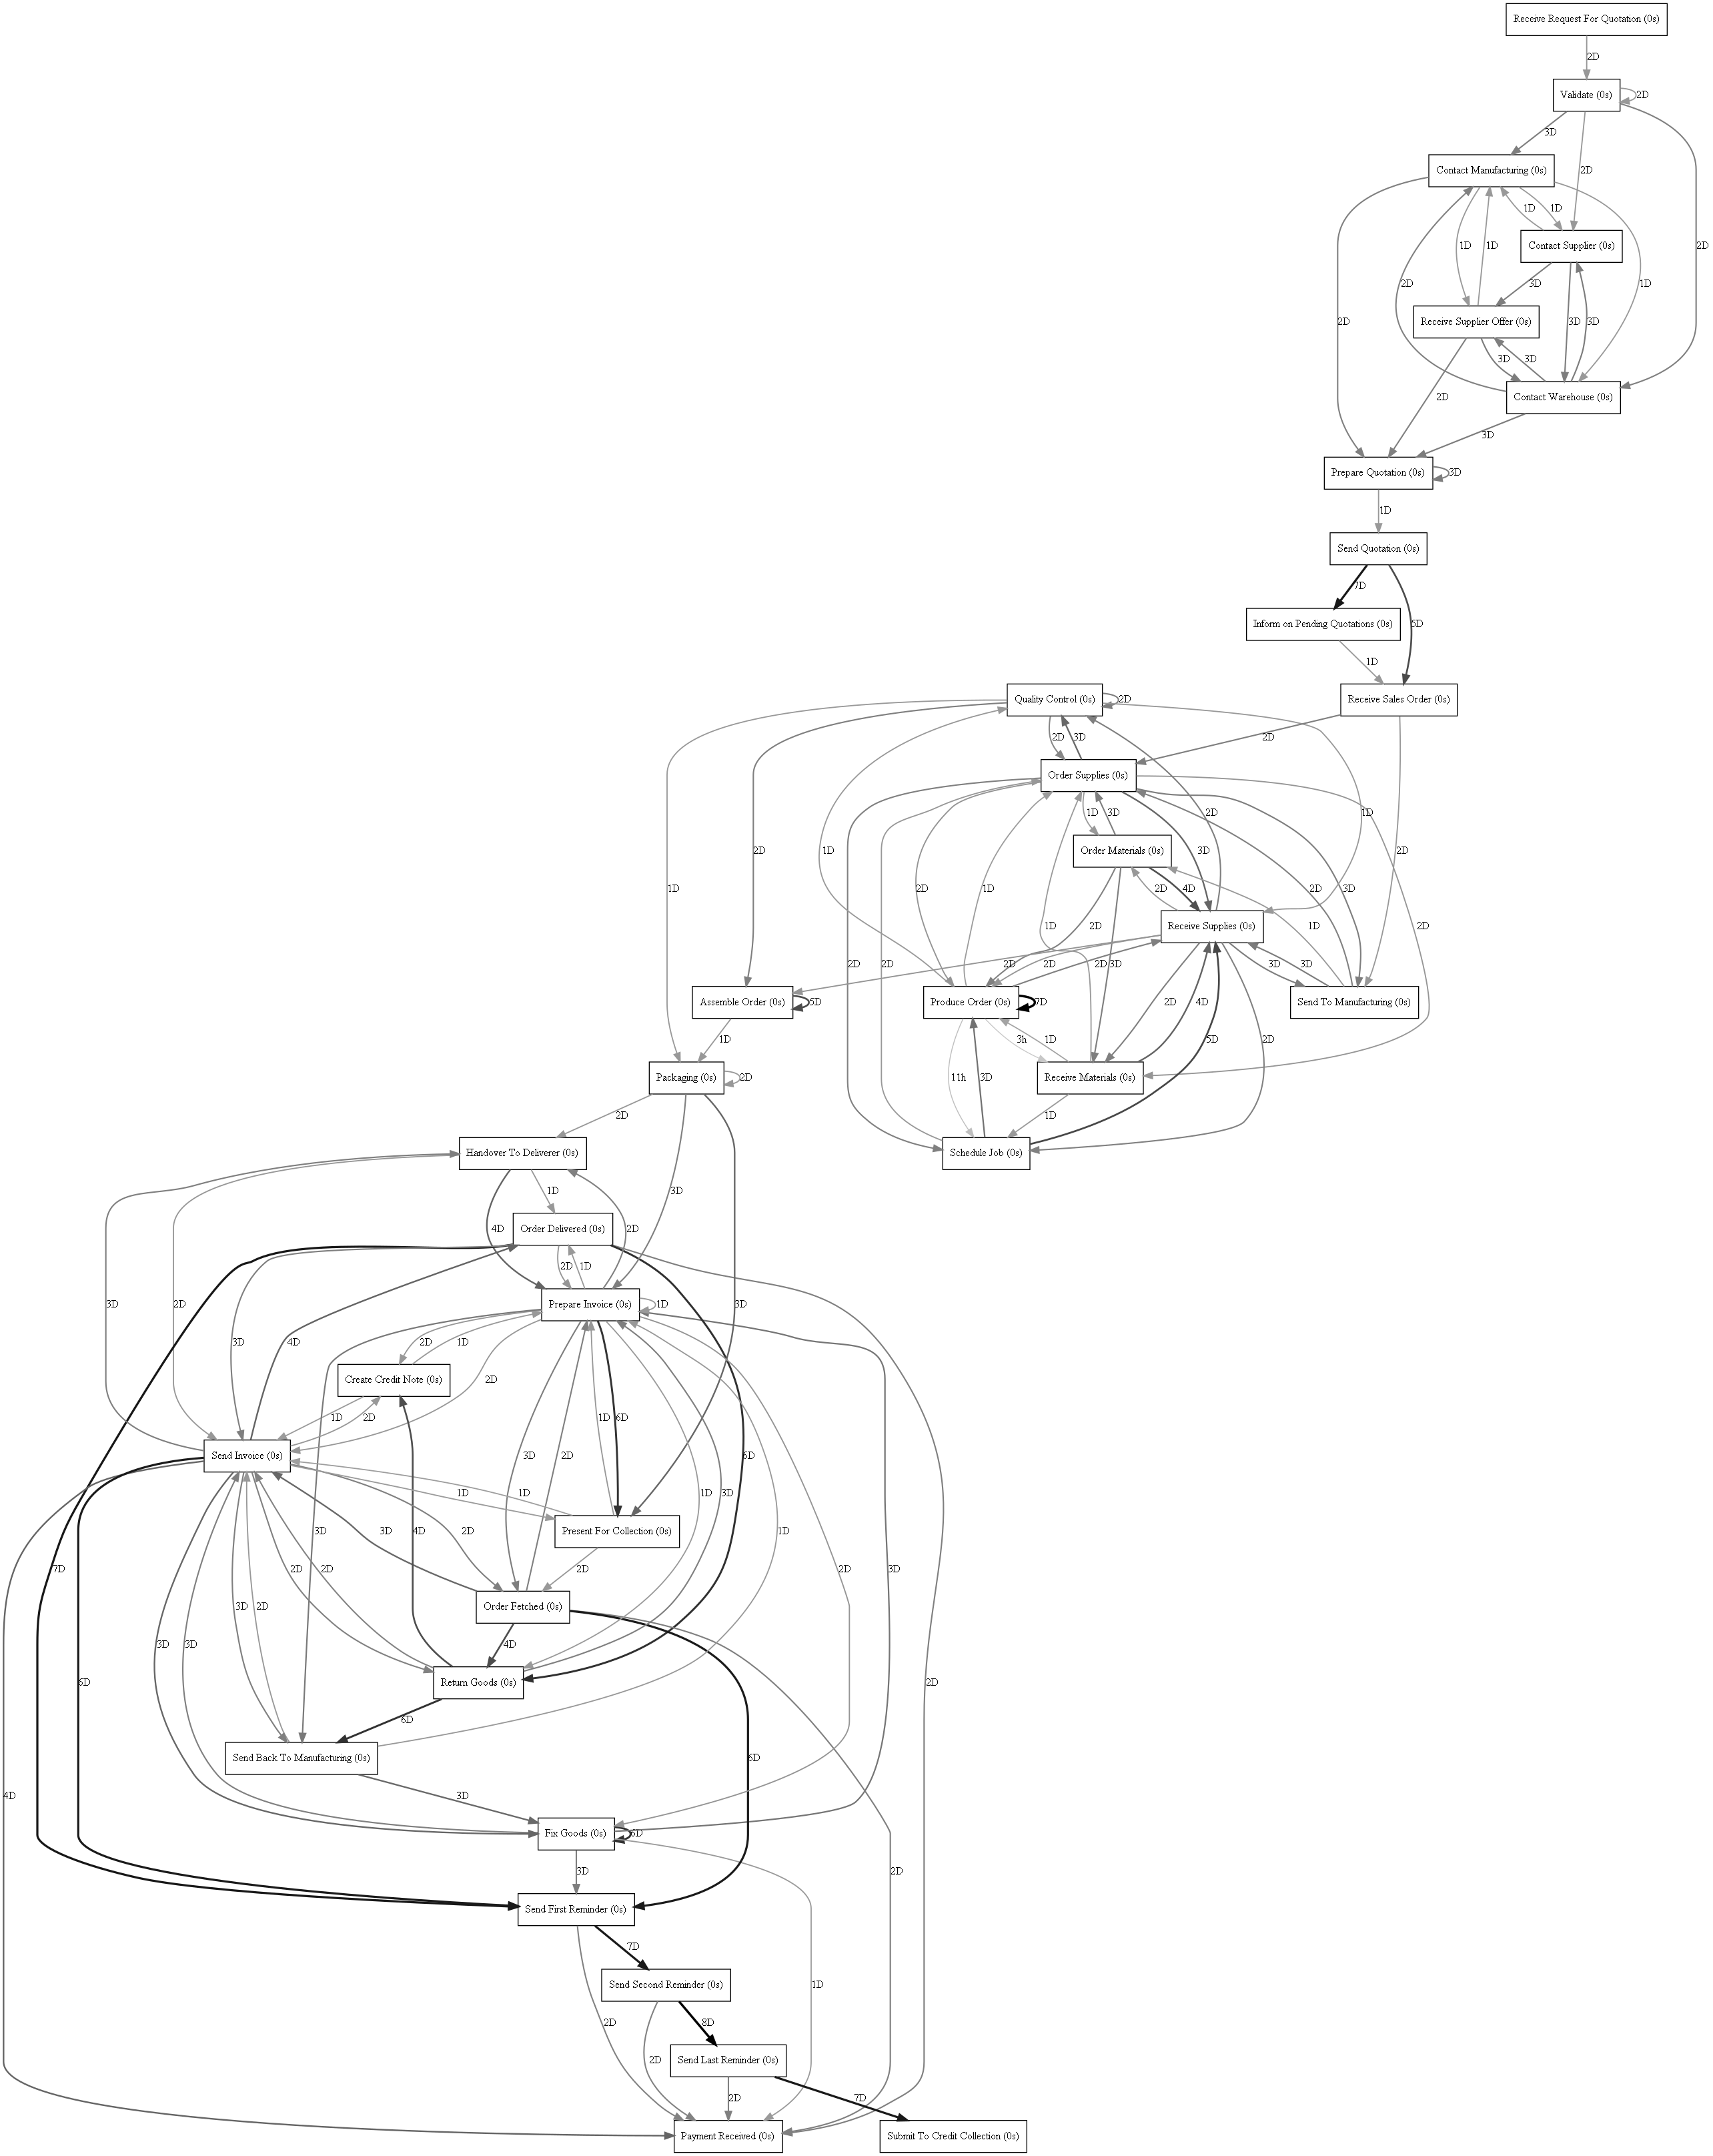 Receive Request For Quotation (0s)
2D
Validate (0s)
2D
3D
Contact Manufacturing (0s)
2D
2D
1D
1D
Contact Supplier (0s)
1D
1D
2D
3D
1D
Receive Supplier Offer (0s)
2D
3D
3D
3D
3D
2D
Contact Warehouse (0s)
3D
Prepare Quotation (0s)
3D
1D
Send Quotation (0s)
7D
5D
Inform on Pending Quotations (0s)
1D
Quality Control (0s)
2D
Receive Sales Order (0s)
2D
3D
2D
Order Supplies (0s)
1D
3D
2D
1D
2D
1D
3D
2D
Order Materials (0s)
1D
2D
1D
2D
4D
2D
3D
1D
2D
1D
2D
Receive Supplies (0s)
2D
2D
2D
3D
2D
2D
3D
3D
Assemble Order (0s)
5D
Produce Order (0s)
7D
2D
4D
Send To Manufacturing (0s)
1D
3h
1D
5D
2D
Packaging (0s)
2D
11h
3D
Receive Materials (0s)
2D
1D
Handover To Deliverer (0s)
Schedule Job (0s)
1D
3D
4D
Order Delivered (0s)
2D
2D
1D
3D
2D
3D
Prepare Invoice (0s)
1D
3D
4D
2D
1D
Create Credit Note (0s)
2D
1D
2D
6D
Send Invoice (0s)
3D
1D
6D
1D
1D
1D
3D
3D
2D
3D
2D
Present For Collection (0s)
1D
7D
4D
2D
2D
2D
2D
3D
Order Fetched (0s)
3D
3D
3D
2D
4D
6D
Return Goods (0s)
2D
6D
Send Back To Manufacturing (0s)
6D
4D
3D
Fix Goods (0s)
6D
3D
2D
Send First Reminder (0s)
7D
Send Second Reminder (0s)
1D
2D
8D
2D
Send Last Reminder (0s)
2D
7D
Payment Received (0s)
Submit To Credit Collection (0s)